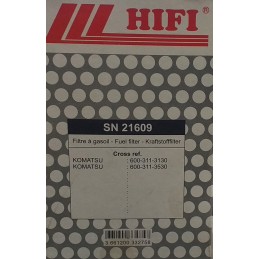 HIFI®
SN 21609
Filtre à gasoil - Fuel filter - Kraftstofffilter
Cross ref.
KOMATSU : 600-311-3130
KOMATSU : 600-311-3530